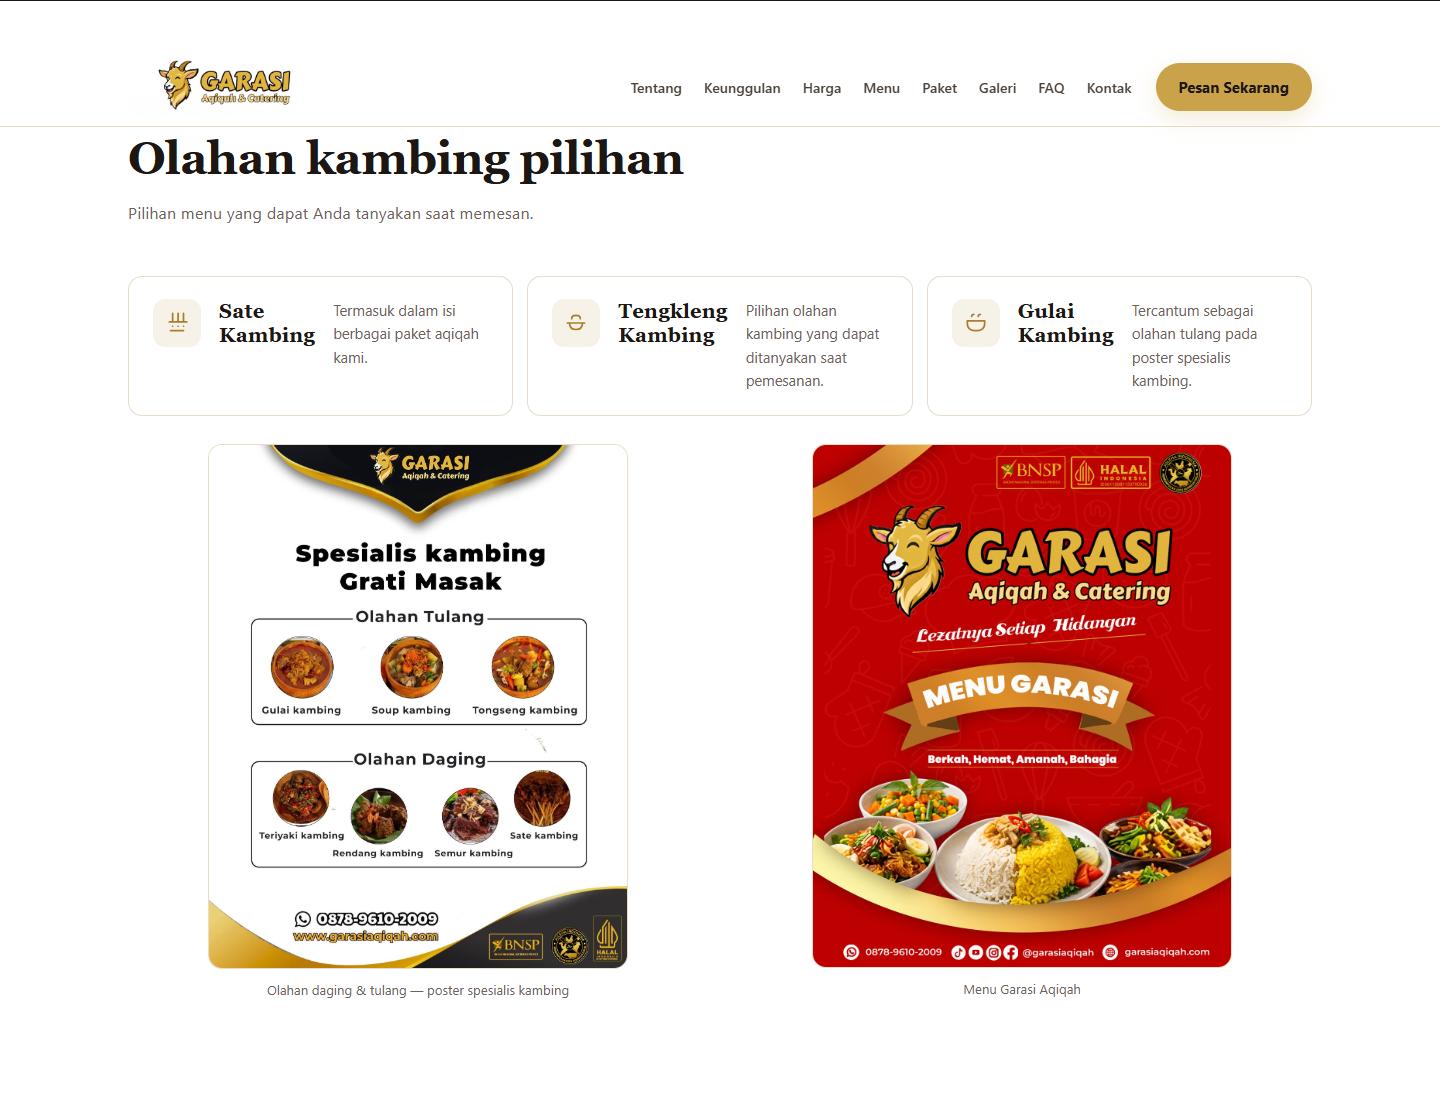 GARASI
Aqiqah & Catering
Tentang Keunggulan Harga Menu Paket Galeri FAQ Kontak Pesan Sekarang
Olahan kambing pilihan
Pilihan menu yang dapat Anda tanyakan saat memesan.
Sate
Kambing
Termasuk dalam isi
berbagai paket aqiqah
kami.
Tengkleng
Kambing
Pilihan olahan
kambing yang dapat
ditanyakan saat
pemesanan.
Gulai
Kambing
Tercantum sebagai
olahan tulang pada
poster spesialis
kambing.
GARASI
Aqiqah & Catering
Spesialis kambing
Grati Masak
Olahan Tulang
Gulai kambing Soup kambing Tongseng kambing
Olahan Daging
Teriyaki kambing Sate kambing
Rendang kambing Semur kambing
0878-9610-2009
www.garasiaqiqah.com
BNSP
HALAL
INDONESIA
Olahan daging & tulang — poster spesialis kambing
BNSP
HALAL
INDONESIA
GARASI
Aqiqah & Catering
Lezatnya Setiap Hidangan
MENU GARASI
Berkah, Hemat, Amanah, Bahagia
0878-9610-2009 @garasiaqiqah garasiaqiqah.com
Menu Garasi Aqiqah